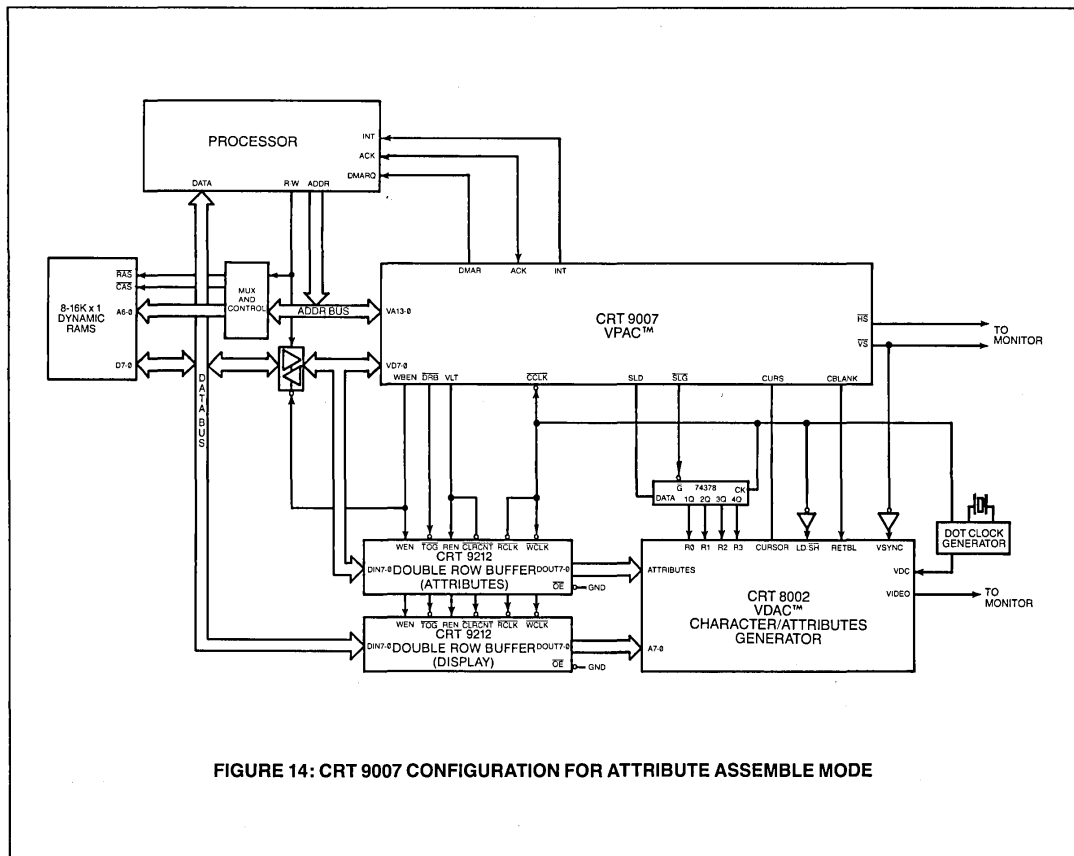 PROCESSOR
INT
ACK
DMARQ
DATA
R/W ADDR
8-16K x 1
DYNAMIC
RAMS
RAS
CAS
A6-0
D7-0
MUX
AND
CONTROL
ADDR BUS
DATA BUS
DMAR ACK INT
CRT 9007
VPAC™
VA13-0
VD7-0
HS
VS
TO
MONITOR
WBEN DRB VLT CCLK SLD SLG CURS CBLANK
G 74378 CK
DATA 1Q 2Q 3Q 4Q
WEN TOG REN CLRCNT RCLK WCLK
CRT 9212
DIN7-0 DOUBLE ROW BUFFER DOUT7-0
(ATTRIBUTES)
OE GND
WEN TOG REN CLRCNT RCLK WCLK
CRT 9212
DIN7-0 DOUBLE ROW BUFFER DOUT7-0
(DISPLAY)
OE GND
R0 R1 R2 R3 CURSOR LD SH RETBL VSYNC
ATTRIBUTES
CRT 8002
VDAC™
CHARACTER/ATTRIBUTES
GENERATOR
A7-0
VDC
VIDEO
DOT CLOCK
GENERATOR
TO
MONITOR
FIGURE 14: CRT 9007 CONFIGURATION FOR ATTRIBUTE ASSEMBLE MODE